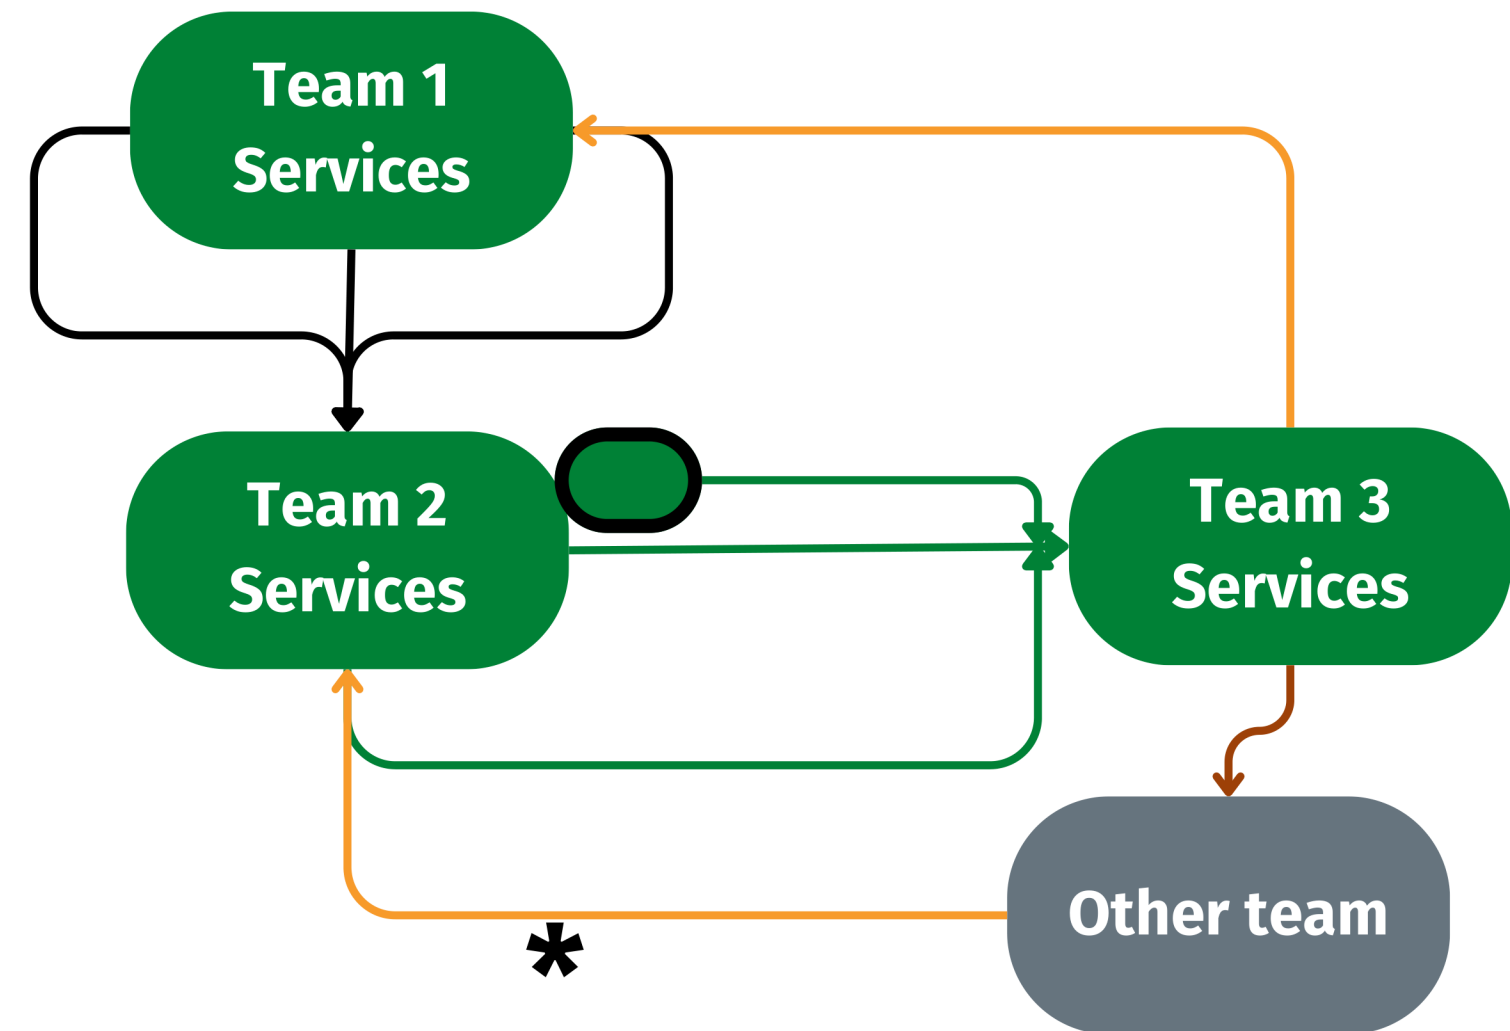 Team 1
Services
Team 2
Services
Team 3
Services
Other team
*